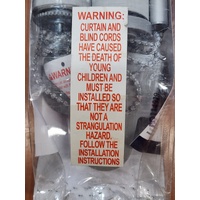 WARNING:
CURTAIN AND
BLIND CORDS
HAVE CAUSED
THE DEATH OF
YOUNG
CHILDREN AND
MUST BE
INSTALLED SO
THAT THEY ARE
NOT A
STRANGULATION
HAZARD.
FOLLOW THE
INSTALLATION
INSTRUCTIONS
WARNING